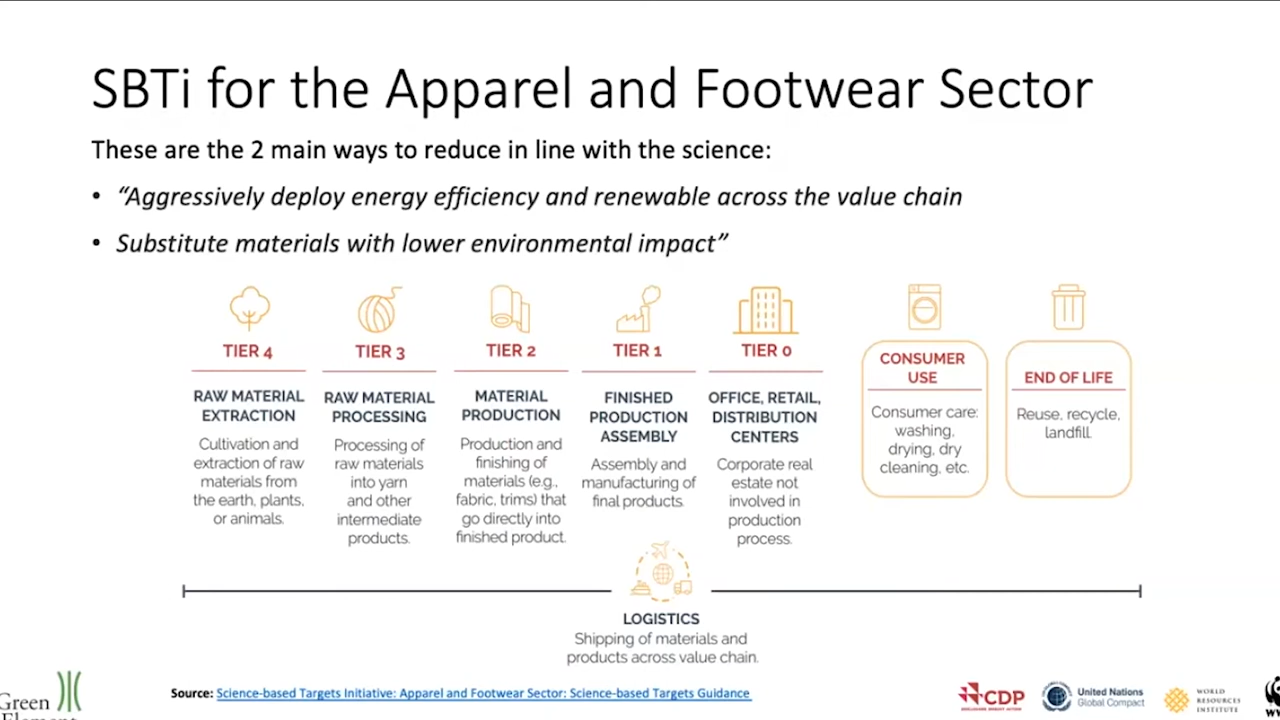 SBTi for the Apparel and Footwear Sector
These are the 2 main ways to reduce in line with the science:
• “Aggressively deploy energy efficiency and renewable across the value chain
• Substitute materials with lower environmental impact”
TIER 4
RAW MATERIAL
EXTRACTION
Cultivation and
extraction of raw
materials from
the earth, plants,
or animals.
TIER 3
RAW MATERIAL
PROCESSING
Processing of
raw materials
into yarn
and other
intermediate
products.
TIER 2
MATERIAL
PRODUCTION
Production and
finishing of
materials (e.g.,
fabric, trims) that
go directly into
finished product.
TIER 1
FINISHED
PRODUCTION
ASSEMBLY
Assembly and
manufacturing of
final products.
TIER 0
OFFICE, RETAIL,
DISTRIBUTION
CENTERS
Corporate real
estate not
involved in
production
process.
CONSUMER
USE
Consumer care:
washing,
drying, dry
cleaning, etc.
END OF LIFE
Reuse, recycle,
landfill.
LOGISTICS
Shipping of materials and
products across value chain.
Green
Element
Source: Science-based Targets Initiative: Apparel and Footwear Sector: Science-based Targets Guidance
CDP
DISCLOSURE INSIGHT ACTION
United Nations
Global Compact
WORLD
RESOURCES
INSTITUTE